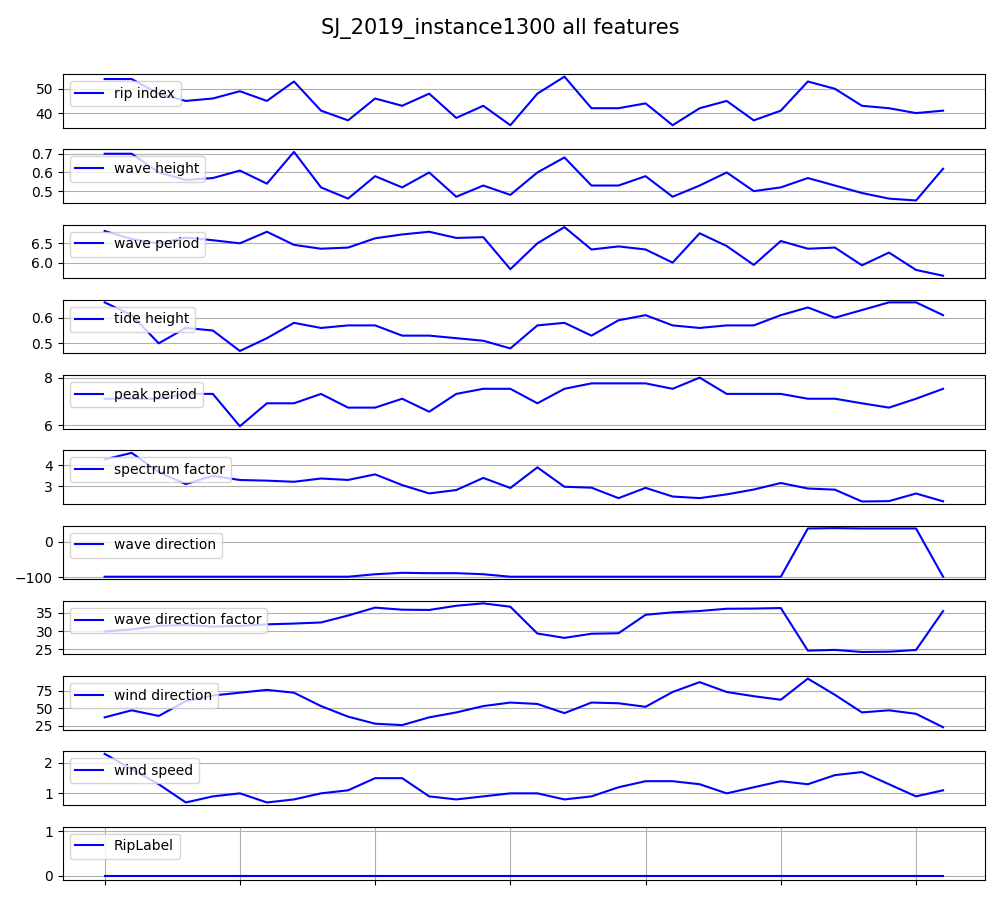 SJ_2019_instance1300 all features
50
40
rip index
0.7
0.6
0.5
wave height
6.5
6.0
wave period
0.6
0.5
tide height
8
6
peak period
4
3
spectrum factor
0
−100
wave direction
35
30
25
wave direction factor
75
50
25
wind direction
2
1
wind speed
1
0
RipLabel